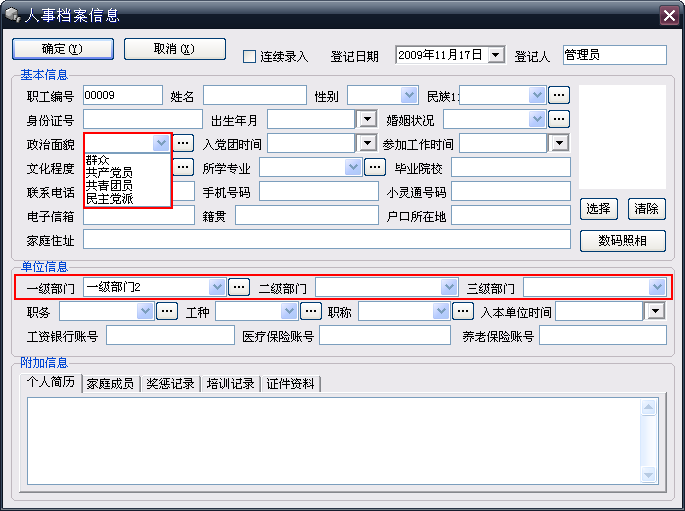 人事档案信息
确定(Y) 取消(X) 连续录入 登记日期 2009年11月17日 登记人 管理员
基本信息
职工编号 00009 姓名 性别 民族1:
身份证号 出生年月 婚姻状况
政治面貌 入党团时间 参加工作时间
群众
共产党员
共害团员
民主党派
文化程度 所学专业 毕业院校
联系电话 手机号码 小灵通号码
电子信箱 籍贯 户口所在地
选择 清除
家庭住址 数码照相
单位信息
一级部门 一级部门2 二级部门 三级部门
职务 工种 职称 入本单位时间
工资银行账号 医疗保险账号 养老保险账号
附加信息
个人简历 家庭成员 奖惩记录 培训记录 证件资料